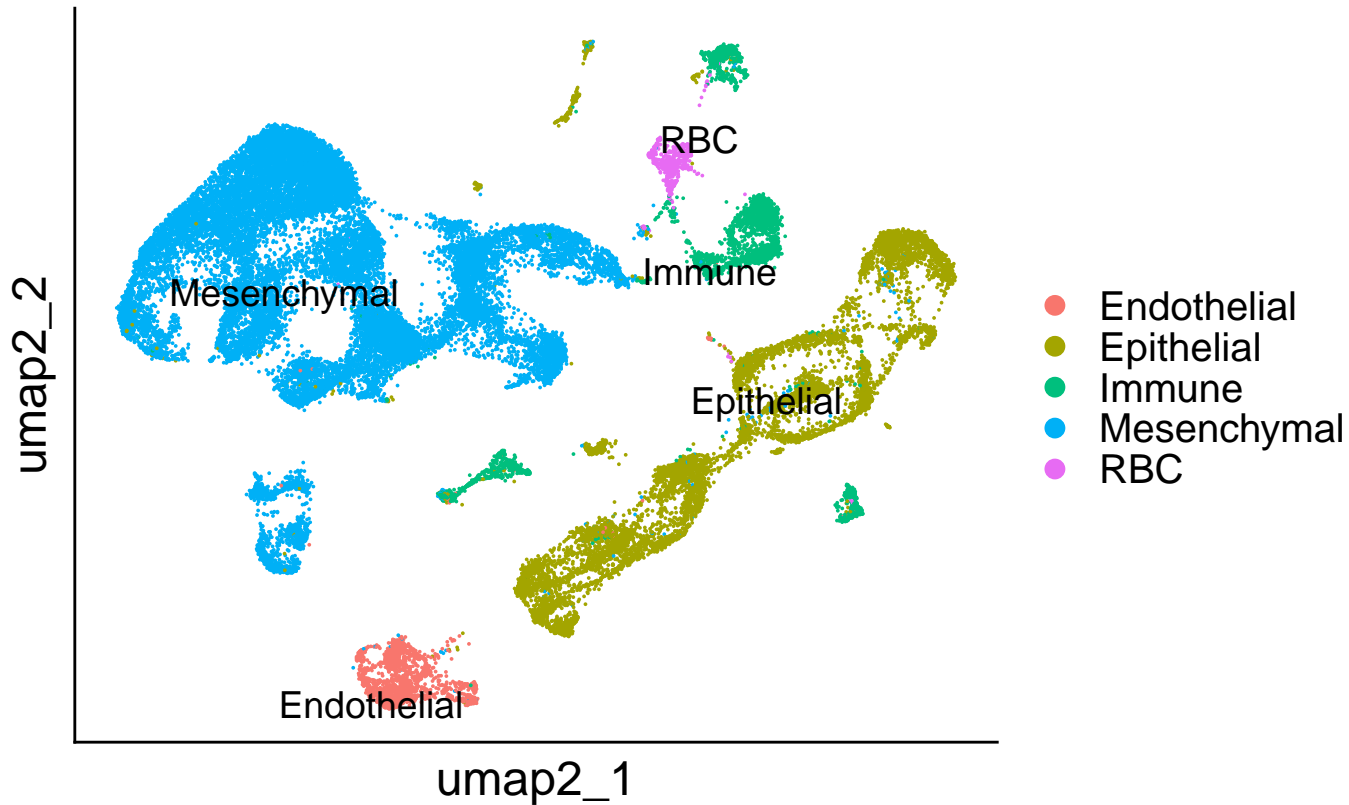 RBC
Immune
Mesenchymal
Epithelial
Endothelial
umap2_2
umap2_1
Endothelial
Epithelial
Immune
Mesenchymal
RBC